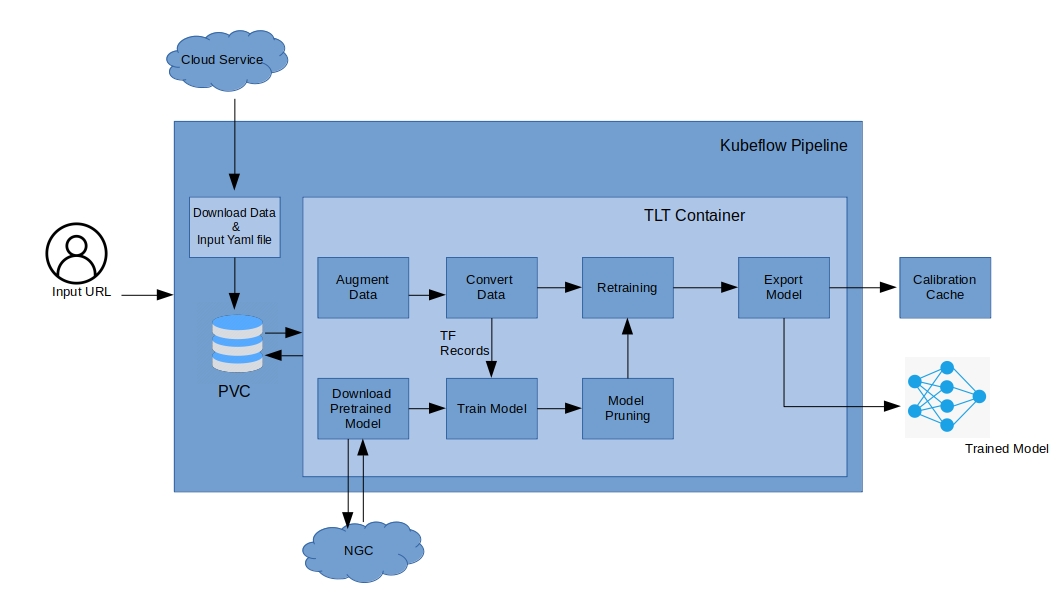 Cloud Service
Kubeflow Pipeline
Download Data
&
Input Yaml file
TLT Container
Input URL
Augment
Data
Convert
Data
Retraining
Export
Model
Calibration
Cache
TF
Records
PVC
Download
Pretrained
Model
Train Model
Model
Pruning
Trained Model
NGC